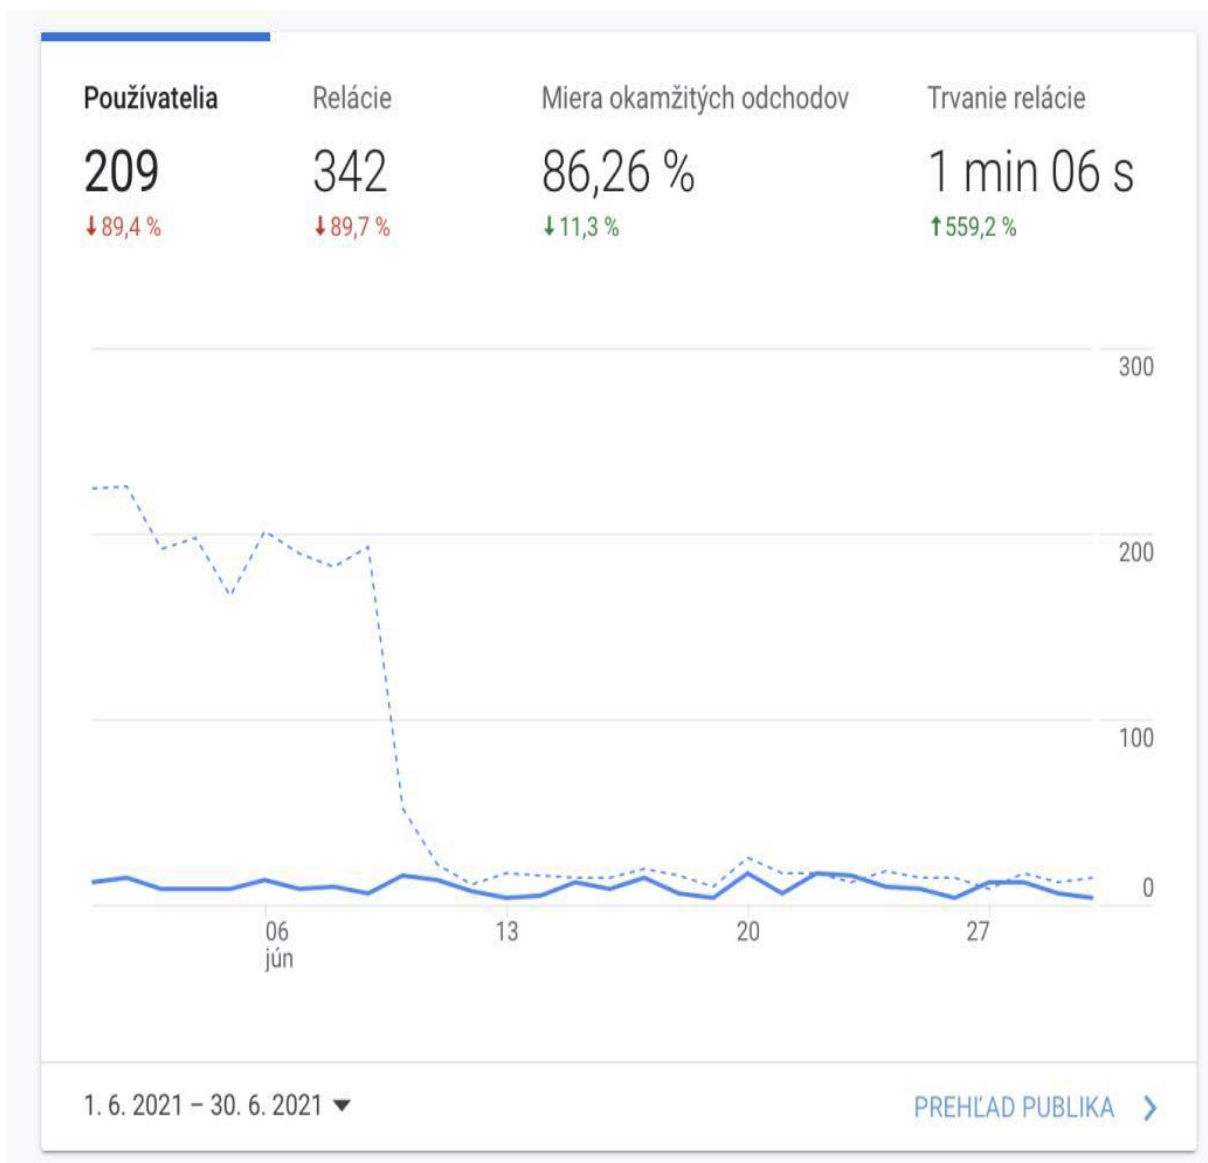 Používatelia Relácie Miera okamžitých odchodov Trvanie relácie
209 342 86,26 % 1 min 06 s
↓89,4 % ↓89,7 % ↓11,3 % ↑559,2 %
300
200
100
0
06 13 20 27
jún
1. 6. 2021 – 30. 6. 2021 PREHĽAD PUBLIKA